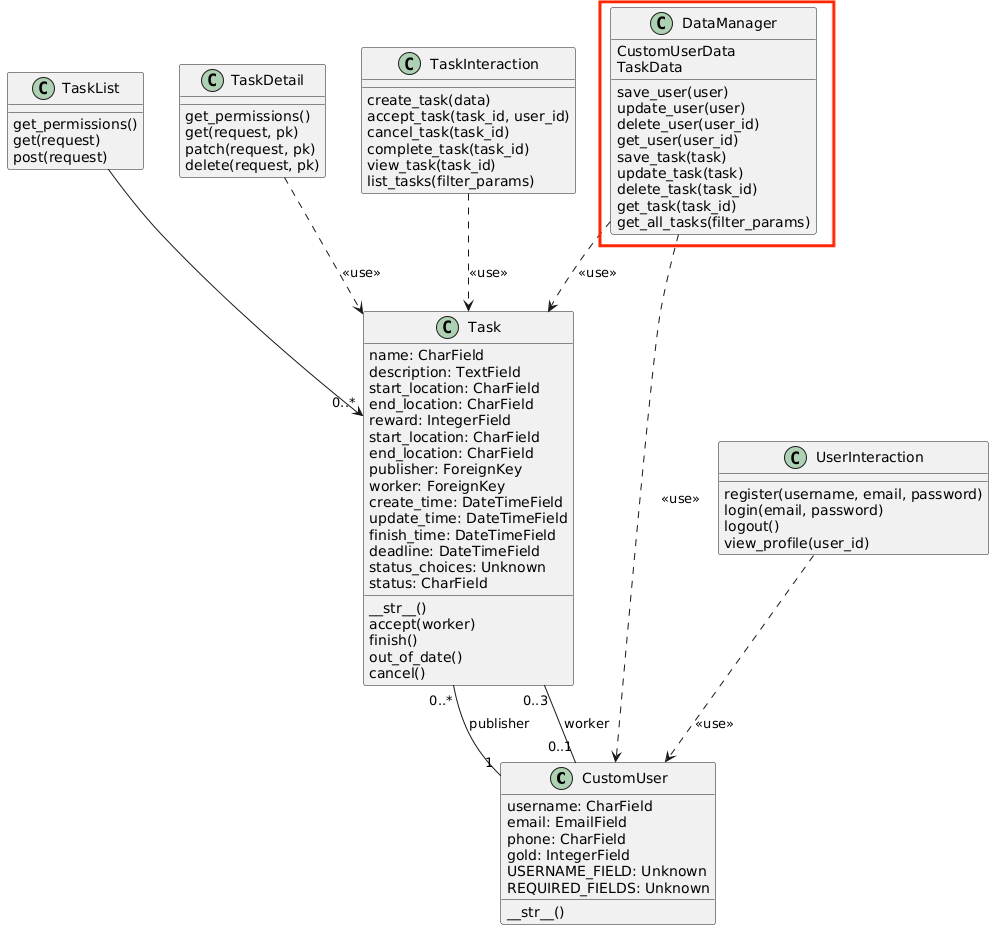 C DataManager
CustomUserData
TaskData
save_user(user)
update_user(user)
delete_user(user_id)
get_user(user_id)
save_task(task)
update_task(task)
delete_task(task_id)
get_task(task_id)
get_all_tasks(filter_params)
C TaskInteraction
create_task(data)
accept_task(task_id, user_id)
cancel_task(task_id)
complete_task(task_id)
view_task(task_id)
list_tasks(filter_params)
C TaskDetail
get_permissions()
get(request, pk)
patch(request, pk)
delete(request, pk)
C TaskList
get_permissions()
get(request)
post(request)
«use»
«use»
«use»
C Task
name: CharField
description: TextField
start_location: CharField
end_location: CharField
reward: IntegerField
start_location: CharField
end_location: CharField
publisher: ForeignKey
worker: ForeignKey
create_time: DateTimeField
update_time: DateTimeField
finish_time: DateTimeField
deadline: DateTimeField
status_choices: Unknown
status: CharField
__str__()
accept(worker)
finish()
out_of_date()
cancel()
0..*
C UserInteraction
register(username, email, password)
login(email, password)
logout()
view_profile(user_id)
«use»
0..*
0..3
publisher
worker
«use»
0..1
1
C CustomUser
username: CharField
email: EmailField
phone: CharField
gold: IntegerField
USERNAME_FIELD: Unknown
REQUIRED_FIELDS: Unknown
__str__()